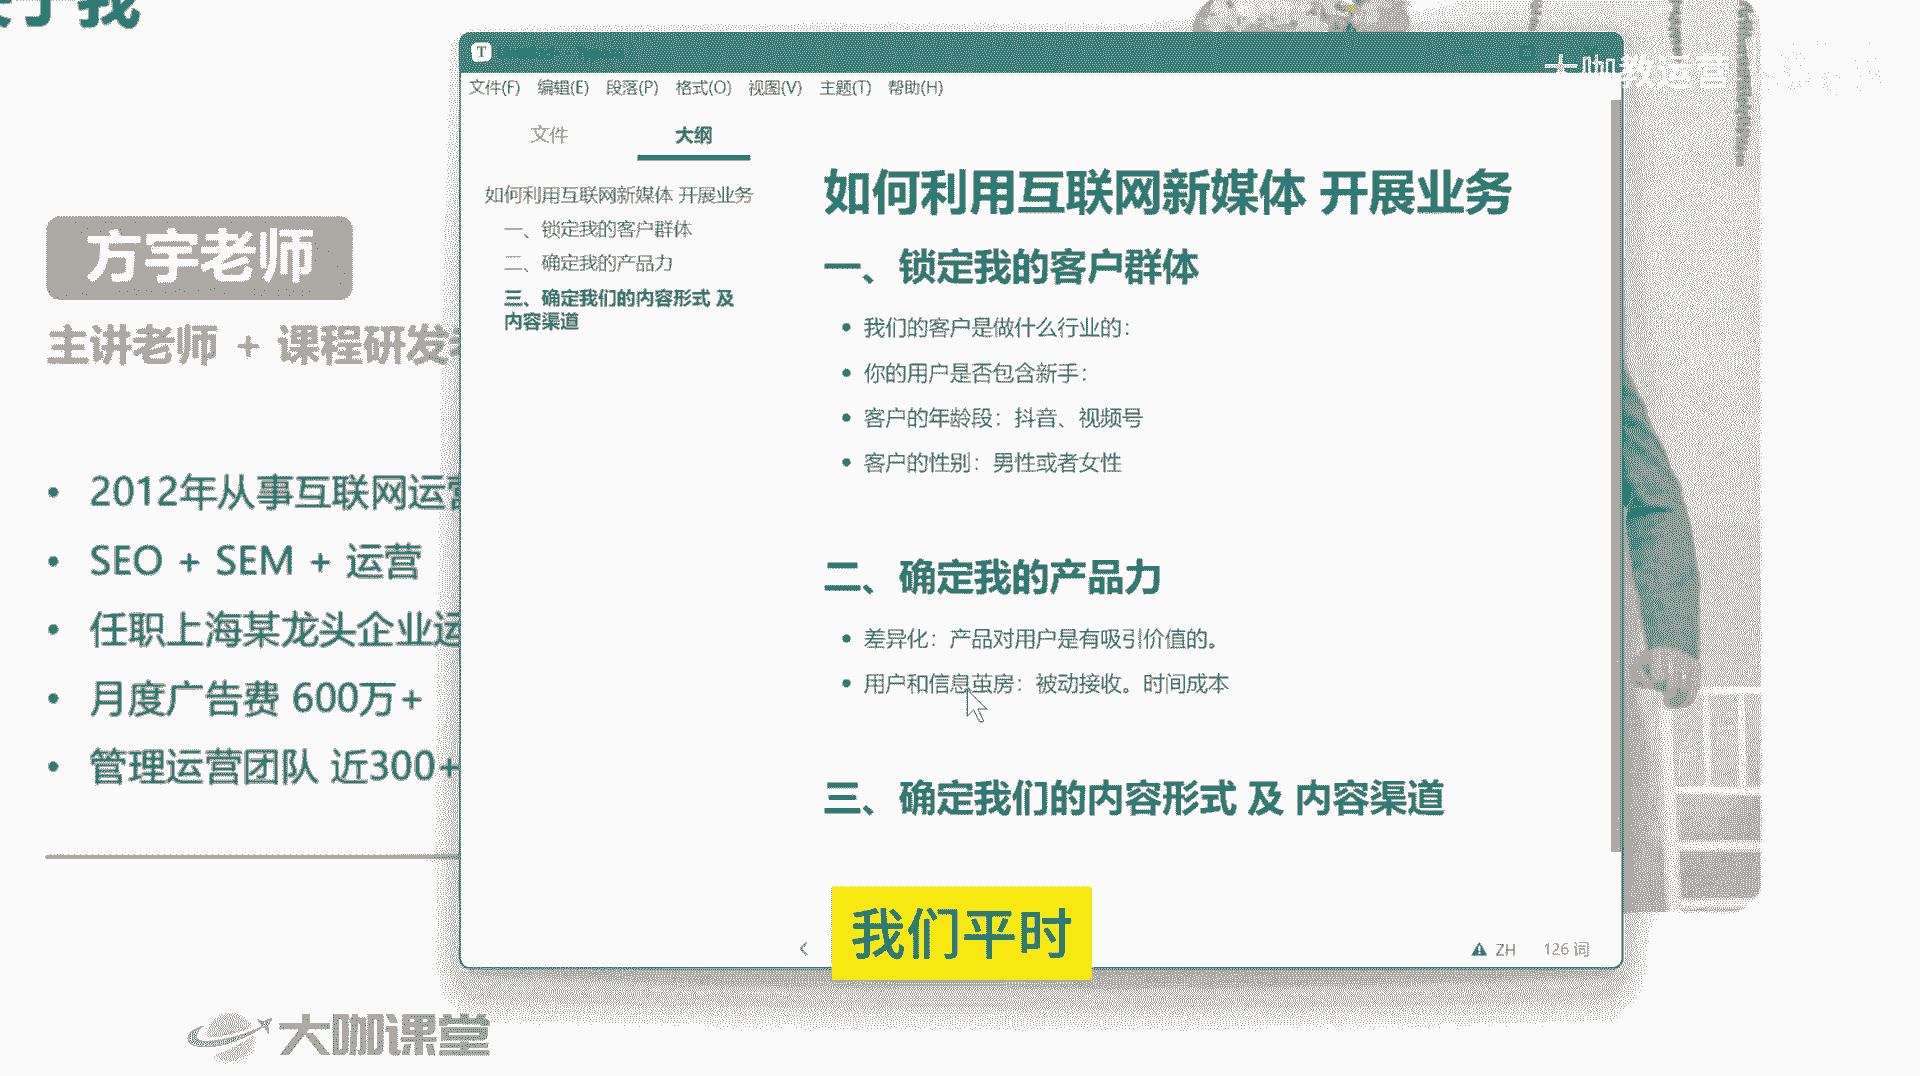 于我
方宇老师
主讲老师 + 课程研发
2012年从事互联网运营
SEO + SEM + 运营
任职上海某龙头企业运
月度广告费 600万+
管理运营团队 近300+
大咖课堂
大咖教运营
T
文件(F) 编辑(E) 段落(P) 格式(O) 视图(V) 主题(T) 帮助(H)
文件 大纲
如何利用互联网新媒体 开展业务
一、锁定我的客户群体
二、确定我的产品力
三、确定我们的内容形式 及
内容渠道
如何利用互联网新媒体 开展业务
一、锁定我的客户群体
我们的客户是做什么行业的：
你的用户是否包含新手：
客户的年龄段：抖音、视频号
客户的性别：男性或者女性
二、确定我的产品力
差异化：产品对用户是有吸引价值的。
用户和信息茧房：被动接收。时间成本
三、确定我们的内容形式 及 内容渠道
我们平时
ZH 126 词